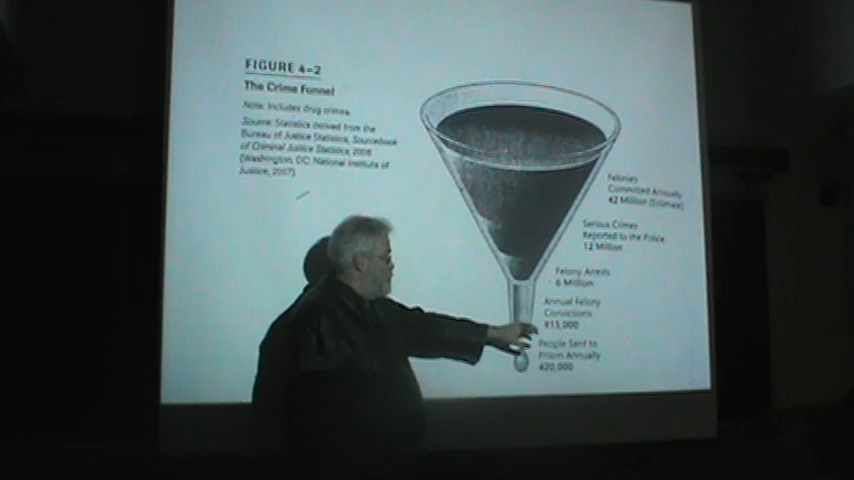 FIGURE 4-2
The Crime Funnel
Note: Includes drug crimes.
Source: Statistics derived from the
Bureau of Justice Statistics, Sourcebook
of Criminal Justice Statistics, 2006
(Washington, DC: National Institute of
Justice, 2007).
Felonies
Committed Annually
42 Million (Estimate)
Serious Crimes
Reported to the Police
12 Million
Felony Arrests
6 Million
Annual Felony
Convictions
915,000
People Sent to
Prison Annually
420,000